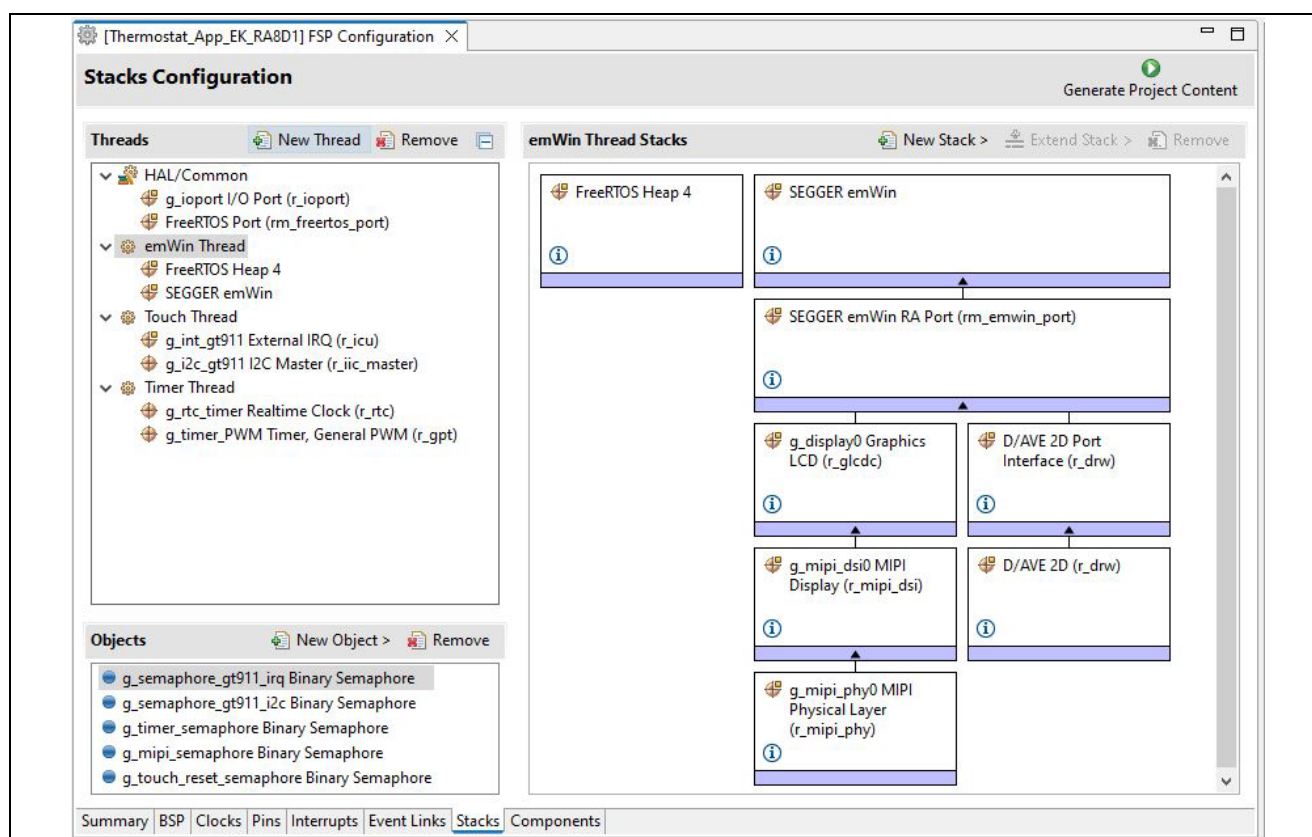 [Thermostat_App_EK_RA8D1] FSP Configuration
Stacks Configuration
Generate Project Content
Threads
New Thread
Remove
HAL/Common
g_ioport I/O Port (r_ioport)
FreeRTOS Port (rm_freertos_port)
emWin Thread
FreeRTOS Heap 4
SEGGER emWin
Touch Thread
g_int_gt911 External IRQ (r_icu)
g_i2c_gt911 I2C Master (r_iic_master)
Timer Thread
g_rtc_timer Realtime Clock (r_rtc)
g_timer_PWM Timer, General PWM (r_gpt)
Objects
New Object >
Remove
g_semaphore_gt911_irq Binary Semaphore
g_semaphore_gt911_i2c Binary Semaphore
g_timer_semaphore Binary Semaphore
g_mipi_semaphore Binary Semaphore
g_touch_reset_semaphore Binary Semaphore
emWin Thread Stacks
New Stack >
Extend Stack >
Remove
FreeRTOS Heap 4
SEGGER emWin
SEGGER emWin RA Port (rm_emwin_port)
g_display0 Graphics
LCD (r_glcdc)
D/AVE 2D Port
Interface (r_drw)
g_mipi_dsi0 MIPI
Display (r_mipi_dsi)
D/AVE 2D (r_drw)
g_mipi_phy0 MIPI
Physical Layer
(r_mipi_phy)
Summary BSP Clocks Pins Interrupts Event Links Stacks Components